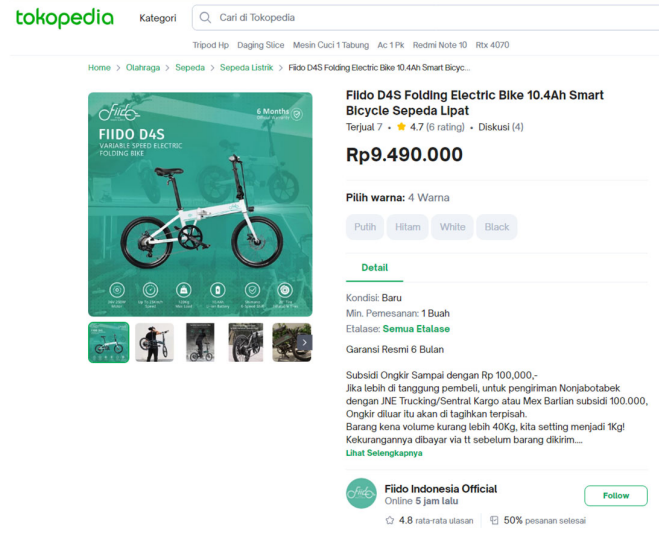 tokopedia
Kategori
Cari di Tokopedia
Tripod Hp Daging Slice Mesin Cuci 1 Tabung Ac 1 Pk Redmi Note 10 Rtx 4070
Home > Olahraga > Sepeda > Sepeda Listrik > Fiido D4S Folding Electric Bike 10.4Ah Smart Bicyc...
Fiido
6 Months
FIIDO D4S
VARIABLE SPEED ELECTRIC
FOLDING BIKE
Fiido D4S Folding Electric Bike 10.4Ah Smart
Bicycle Sepeda Lipat
Terjual 7 • 4.7 (6 rating) • Diskusi (4)
Rp9.490.000
Pilih warna: 4 Warna
Putih
Hitam
White
Black
Detail
Kondisi: Baru
Min. Pemesanan: 1 Buah
Etalase: Semua Etalase
Garansi Resmi 6 Bulan
Subsidi Ongkir Sampai dengan Rp 100,000,-
Jika lebih di tanggung pembeli, untuk pengiriman Nonjabotabek
dengan JNE Trucking/Sentral Kargo atau Mex Barlian subsidi 100.000,
Ongkir diluar itu akan di tagihkan terpisah.
Barang kena volume kurang lebih 40Kg, kita setting menjadi 1Kg!
Kekurangannya dibayar via tt sebelum barang dikirim....
Lihat Selengkapnya
Fiido
Fiido Indonesia Official
Online 5 jam lalu
Follow
4.8 rata-rata ulasan
50% pesanan selesai